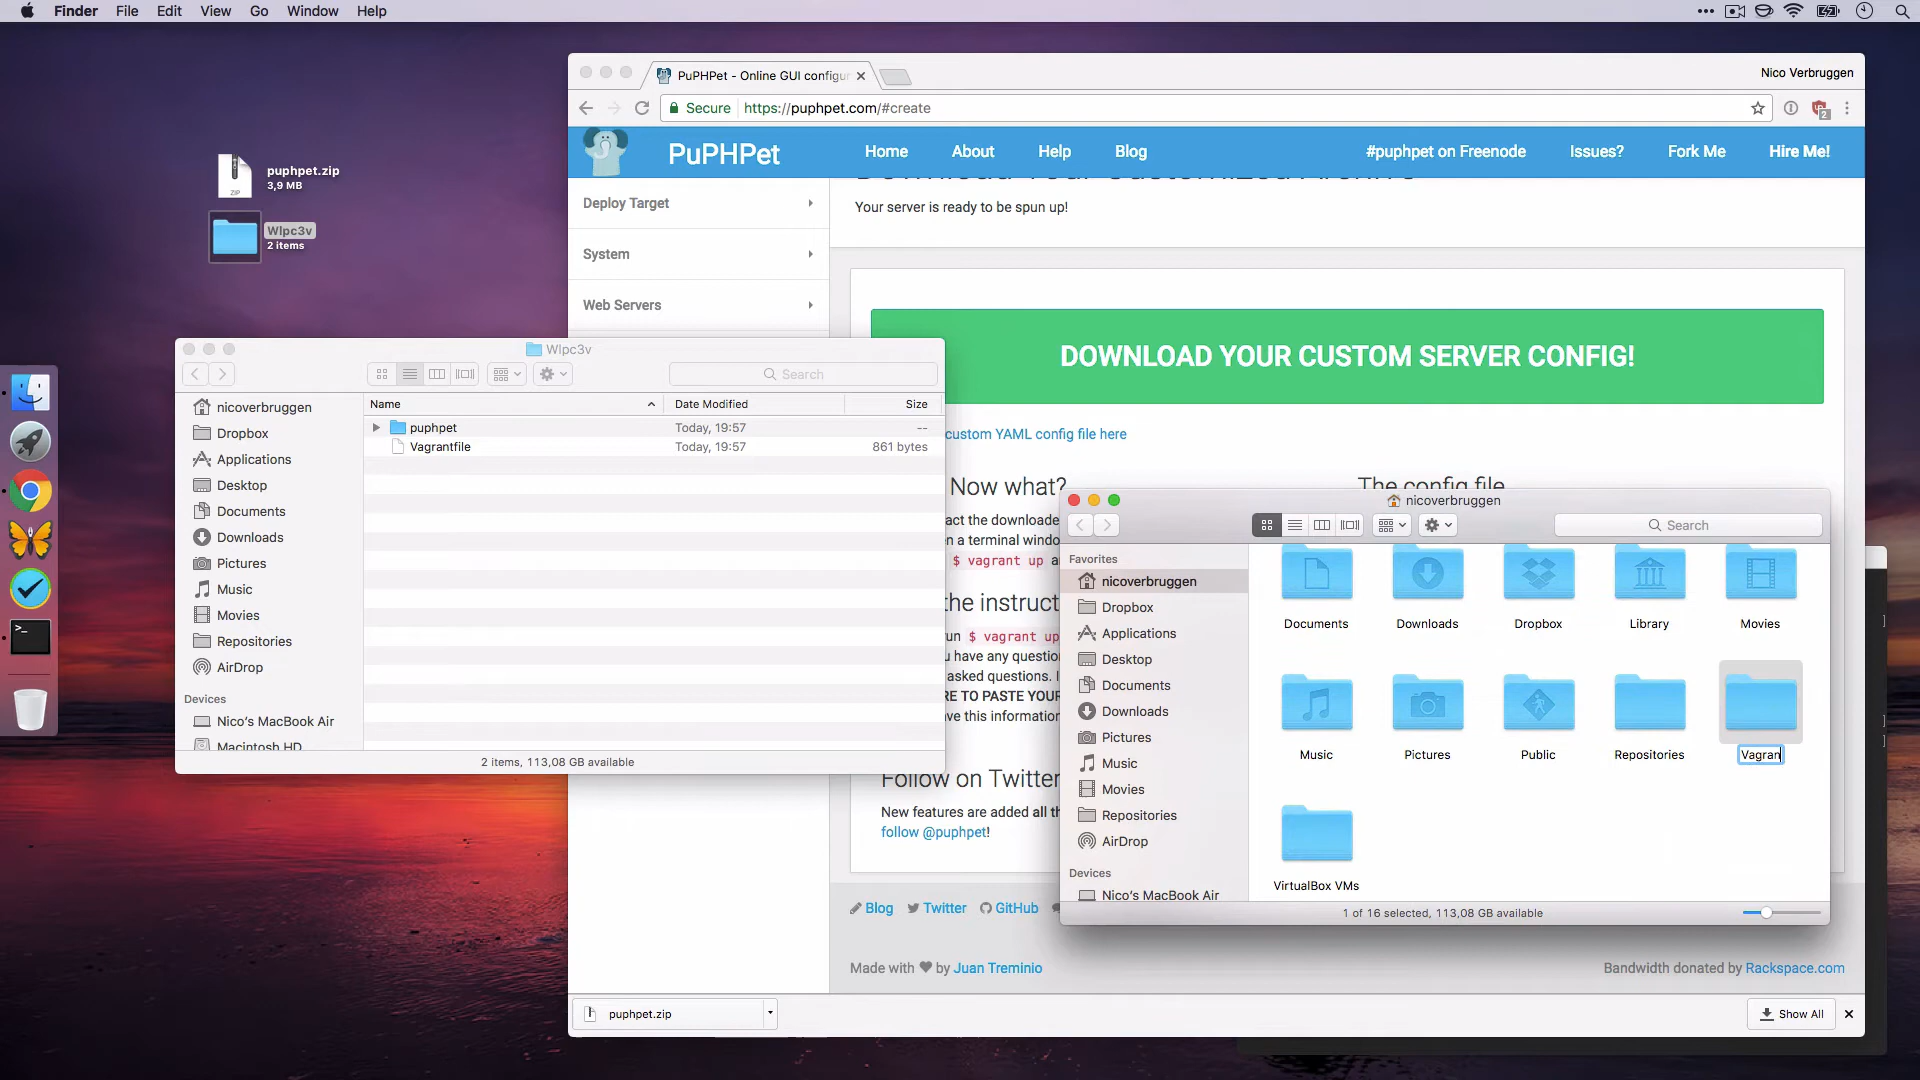 Finder File Edit View Go Window Help
puphpet.zip
3,9 MB
ZIP
Wlpc3v
2 items
PuPHPet - Online GUI configu
Nico Verbruggen
Secure https://puphpet.com/#create
2
PuPHPet
Home About Help Blog #puphpet on Freenode Issues? Fork Me Hire Me!
Deploy Target
System
Web Servers
Your server is ready to be spun up!
DOWNLOAD YOUR CUSTOM SERVER CONFIG!
custom YAML config file here
Now what?
The config file
act the downloade
n a terminal window
$ vagrant up a
the instruct
un $ vagrant up
u have any question
asked questions. I
RE TO PASTE YOUR
ave this information
Follow on Twitter
New features are added all th
follow @puphpet!
Blog Twitter GitHub
Made with ❤ by Juan Treminio
Bandwidth donated by Rackspace.com
puphpet.zip
Show All
Wlpc3v
Search
nicoverbruggen
Dropbox
Applications
Desktop
Documents
Downloads
Pictures
Music
Movies
Repositories
AirDrop
Devices
Nico's MacBook Air
Macintosh HD
Name Date Modified Size
puphpet Today, 19:57 --
Vagrantfile Today, 19:57 861 bytes
2 items, 113,08 GB available
nicoverbruggen
Search
Favorites
nicoverbruggen
Dropbox
Applications
Desktop
Documents
Downloads
Pictures
Music
Movies
Repositories
AirDrop
Devices
Nico's MacBook Air
Documents Downloads Dropbox Library Movies
Music Pictures Public Repositories Vagran
VirtualBox VMs
1 of 16 selected, 113,08 GB available